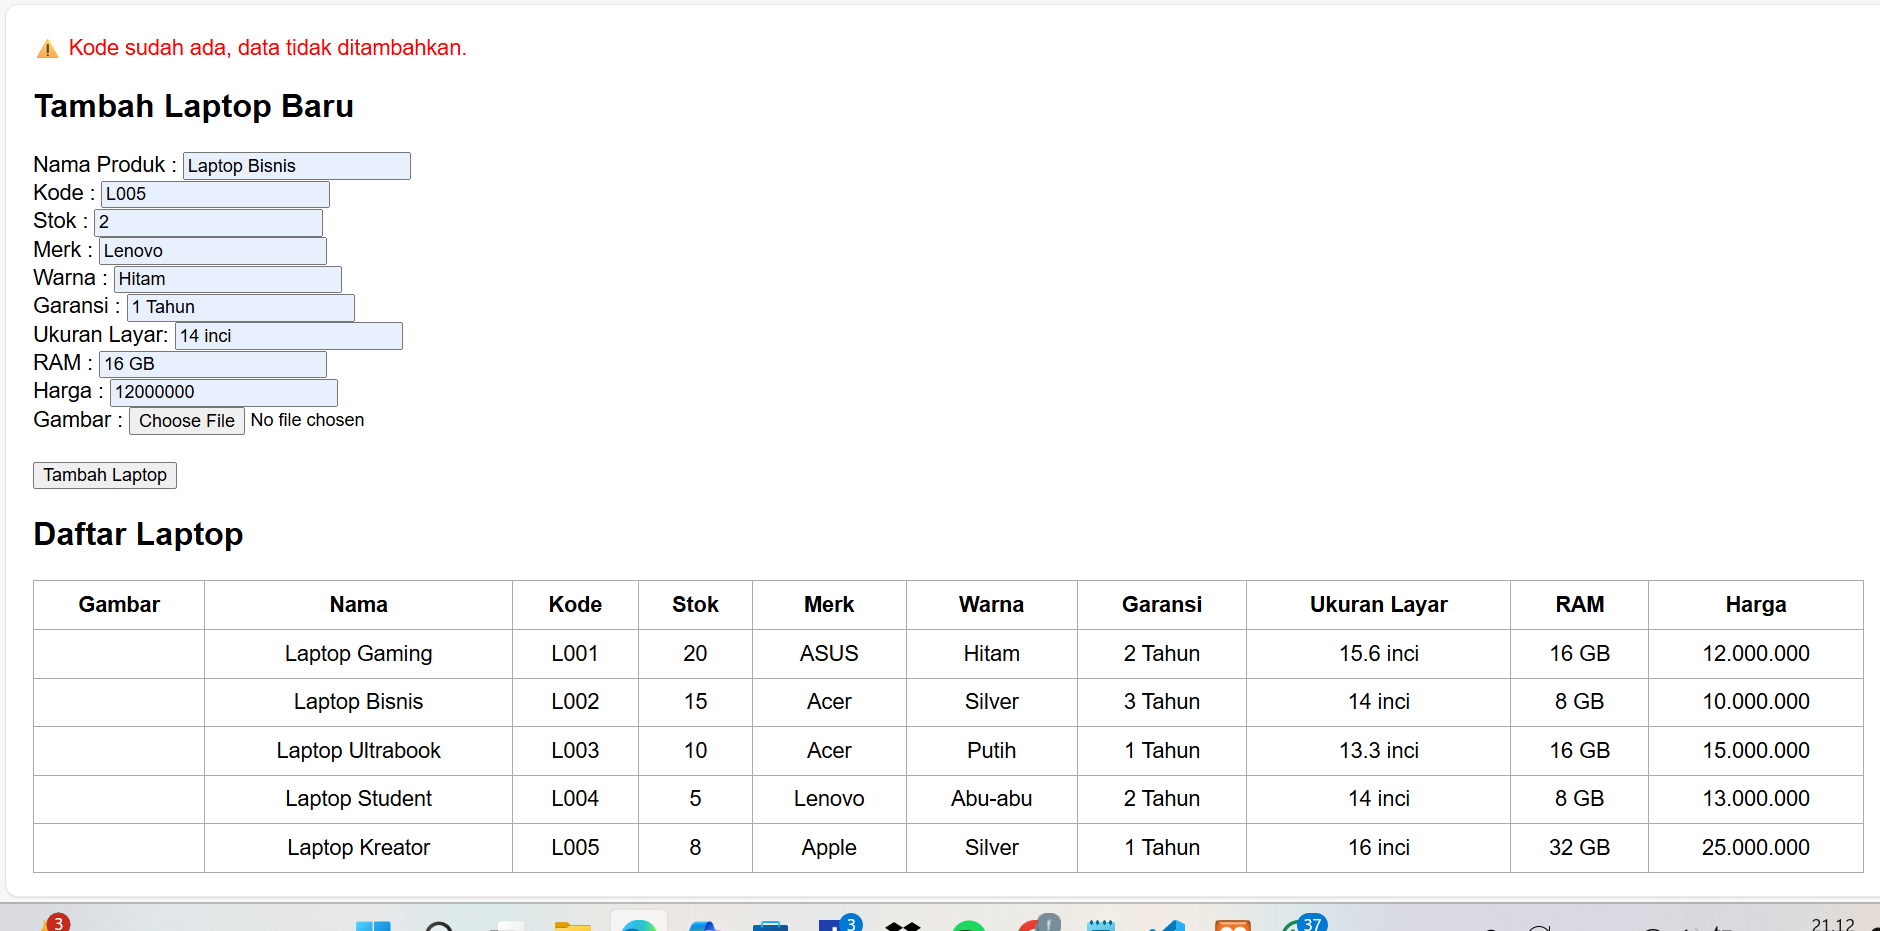 ⚠ Kode sudah ada, data tidak ditambahkan.
Tambah Laptop Baru
Nama Produk : Laptop Bisnis
Kode : L005
Stok : 2
Merk : Lenovo
Warna : Hitam
Garansi : 1 Tahun
Ukuran Layar: 14 inci
RAM : 16 GB
Harga : 12000000
Gambar : Choose File No file chosen
Tambah Laptop
Daftar Laptop
Gambar Nama Kode Stok Merk Warna Garansi Ukuran Layar RAM Harga
Laptop Gaming L001 20 ASUS Hitam 2 Tahun 15.6 inci 16 GB 12.000.000
Laptop Bisnis L002 15 Acer Silver 3 Tahun 14 inci 8 GB 10.000.000
Laptop Ultrabook L003 10 Acer Putih 1 Tahun 13.3 inci 16 GB 15.000.000
Laptop Student L004 5 Lenovo Abu-abu 2 Tahun 14 inci 8 GB 13.000.000
Laptop Kreator L005 8 Apple Silver 1 Tahun 16 inci 32 GB 25.000.000
3 3 37 21.12